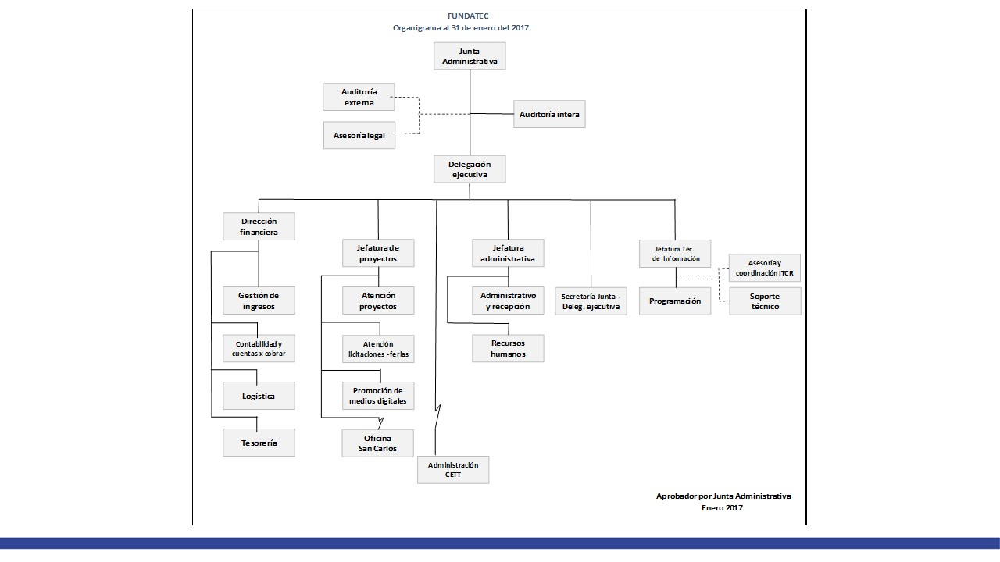 FUNDATEC
Organigrama al 31 de enero del 2017
Junta
Administrativa
Auditoría
externa
Auditoría intera
Asesoría legal
Delegación
ejecutiva
Dirección
financiera
Jefatura de
proyectos
Jefatura
administrativa
Jefatura Tec.
de Información
Asesoría y
coordinación ITCR
Gestión de
ingresos
Atención
proyectos
Administrativo
y recepción
Secretaría Junta -
Deleg. ejecutiva
Programación
Soporte
técnico
Contabilidad y
cuentas x cobrar
Atención
licitaciones - ferias
Recursos
humanos
Logística
Promoción de
medios digitales
Tesorería
Oficina
San Carlos
Administración
CETT
Aprobador por Junta Administrativa
Enero 2017